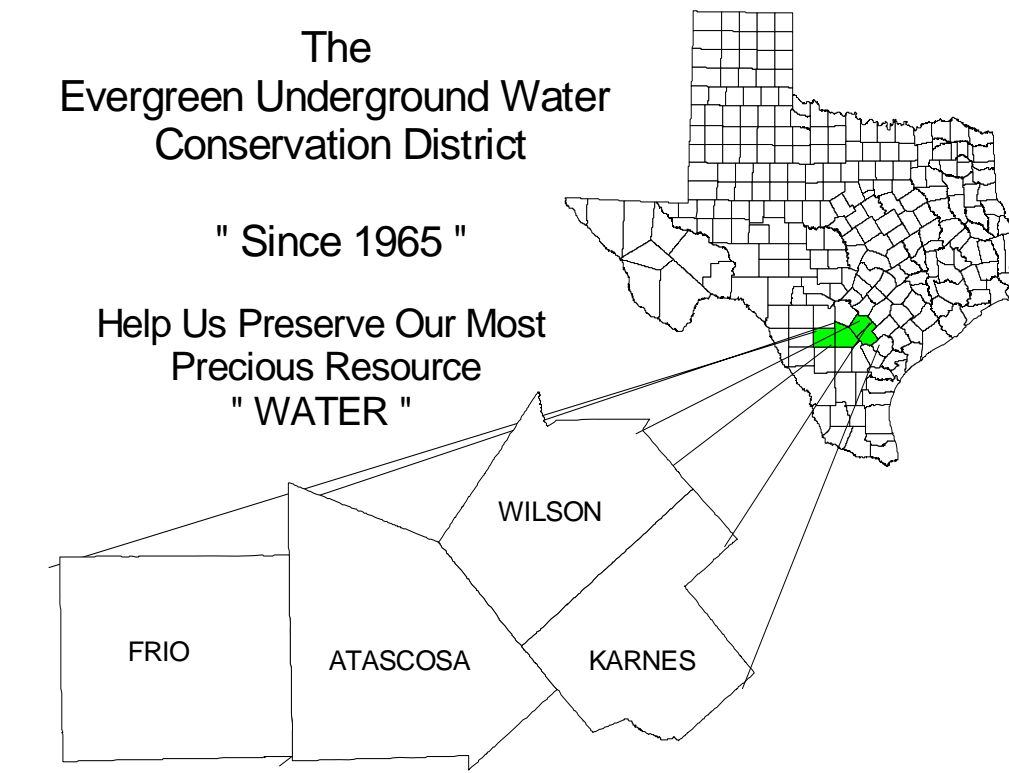 The
Evergreen Underground Water
Conservation District
" Since 1965 "
Help Us Preserve Our Most
Precious Resource
" WATER "
WILSON
FRIO
ATASCOSA
KARNES